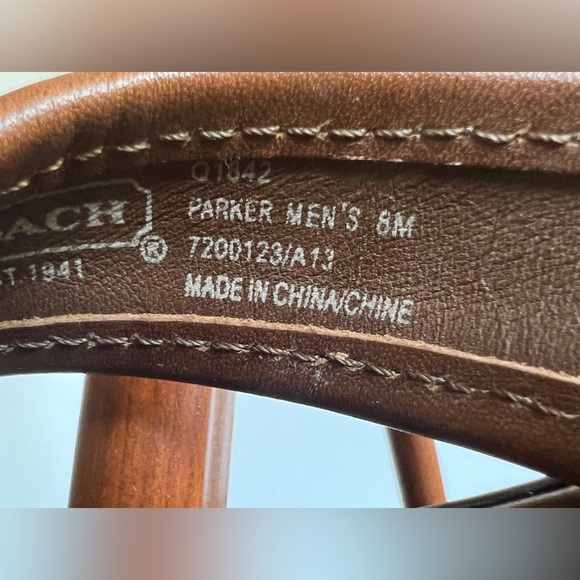 ACH®
T. 1941
Q1842
PARKER MEN'S 8M
7200123/A13
MADE IN CHINA/CHINE